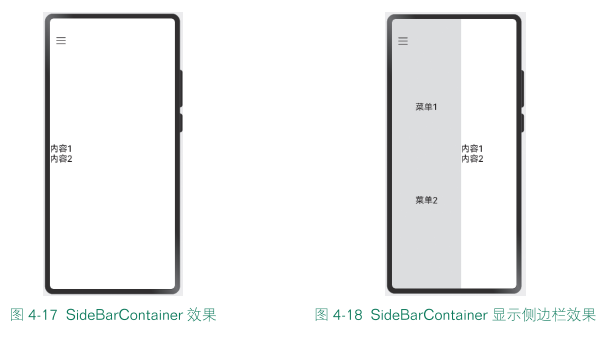 内容1
内容2
菜单1
菜单2
内容1
内容2
图 4-17 SideBarContainer 效果
图 4-18 SideBarContainer 显示侧边栏效果